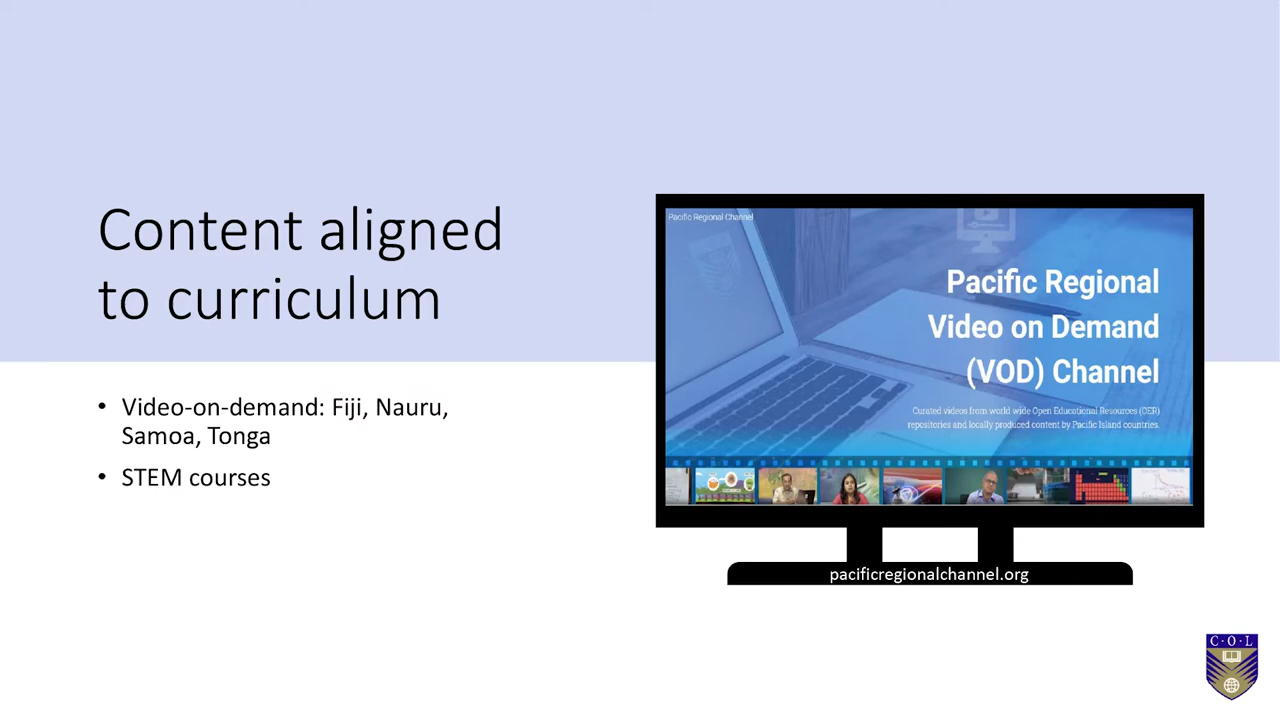 Content aligned
to curriculum
• Video-on-demand: Fiji, Nauru,
Samoa, Tonga
• STEM courses
Pacific Regional Channel
Pacific Regional
Video on Demand
(VOD) Channel
Curated videos from world wide Open Educational Resources (OER)
repositories and locally produced content by Pacific Island countries.
pacificregionalchannel.org
C·O·L